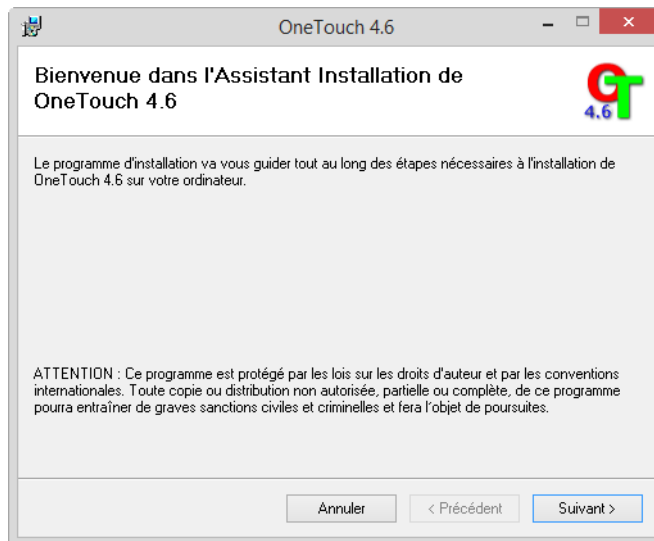 OneTouch 4.6
Bienvenue dans l'Assistant Installation de
OneTouch 4.6
OT
4.6
Le programme d'installation va vous guider tout au long des étapes nécessaires à l'installation de
OneTouch 4.6 sur votre ordinateur.
ATTENTION : Ce programme est protégé par les lois sur les droits d'auteur et par les conventions
internationales. Toute copie ou distribution non autorisée, partielle ou complète, de ce programme
pourra entraîner de graves sanctions civiles et criminelles et fera l'objet de poursuites.
Annuler
< Précédent
Suivant >